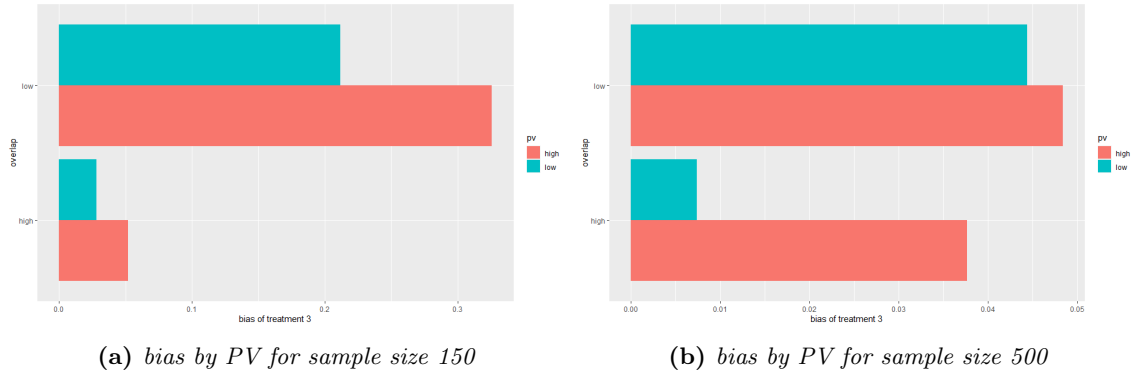 low
high
overlap
0.0 0.1 0.2 0.3
bias of treatment 3
pv
high
low
(a) bias by PV for sample size 150
low
high
overlap
0.00 0.01 0.02 0.03 0.04 0.05
bias of treatment 3
pv
high
low
(b) bias by PV for sample size 500